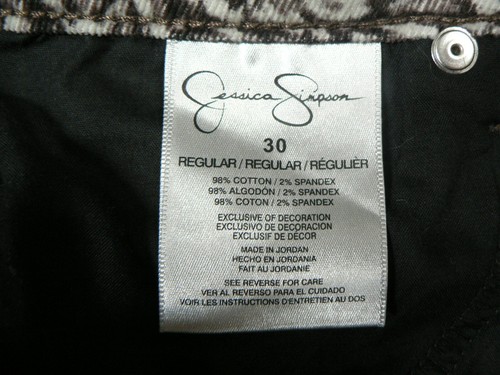 Jessica Simpson
30
REGULAR / REGULAR / RÉGULIÈR
98% COTTON / 2% SPANDEX
98% ALGODÓN / 2% SPANDEX
98% COTON / 2% SPANDEX
EXCLUSIVE OF DECORATION
EXCLUSIVO DE DECORACION
EXCLUSIF DE DÉCOR
MADE IN JORDAN
HECHO EN JORDANIA
FAIT AU JORDANIE
SEE REVERSE FOR CARE
VER AL REVERSO PARA EL CUIDADO
VOIR LES INSTRUCTIONS D'ENTRETIEN AU DOS